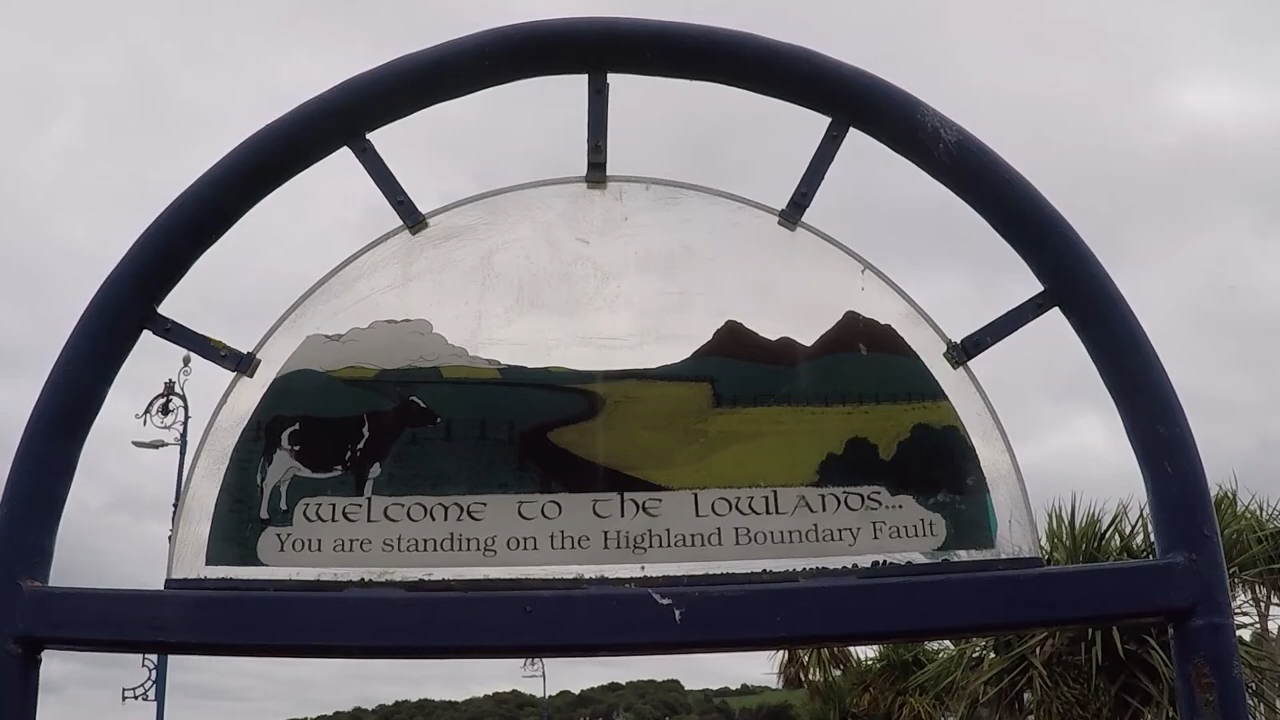 WELCOME TO THE LOWLANDS...
You are standing on the Highland Boundary Fault